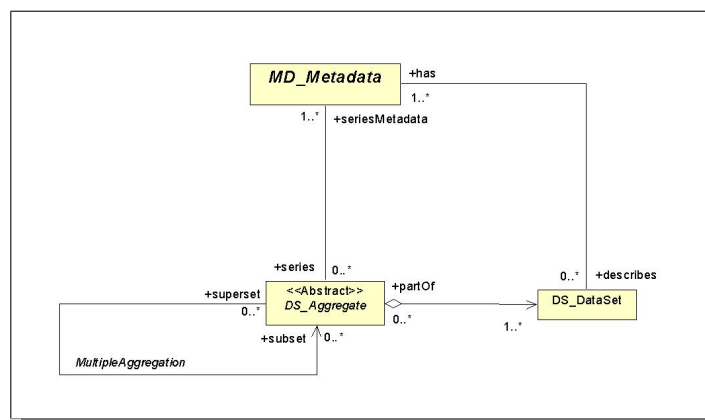 MD_Metadata
+has
1..*
1..*
+seriesMetadata
+series
0..*
<<Abstract>>
DS_Aggregate
+superset
0..*
+partOf
0..*
0..*
+describes
DS_DataSet
1..*
+subset
0..*
MultipleAggregation